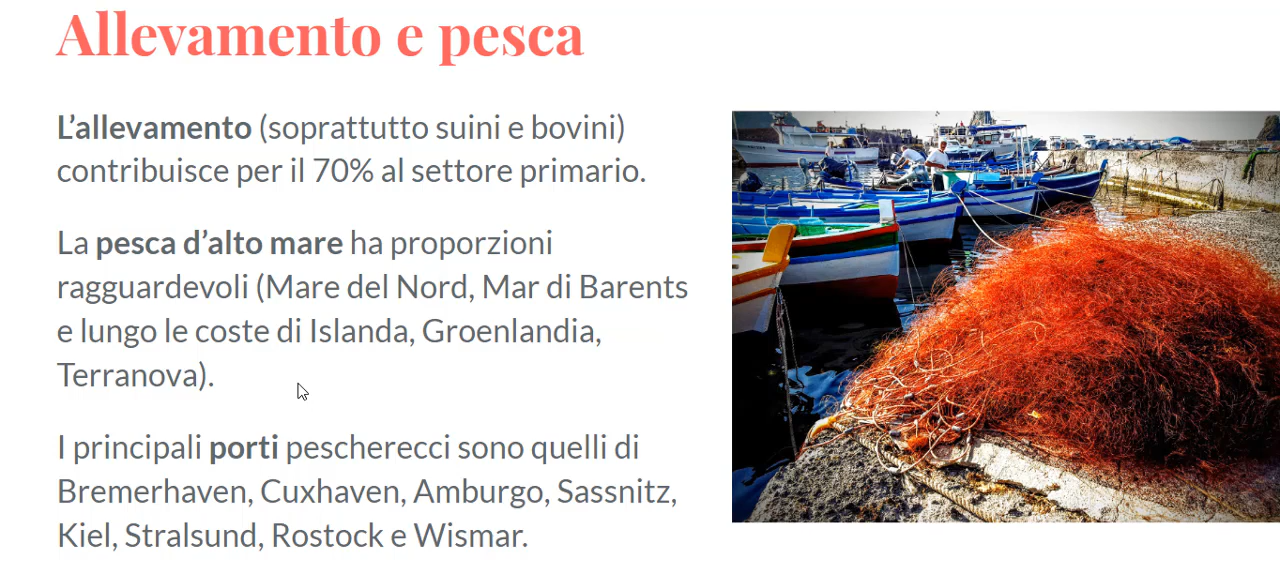 Allevamento e pesca
L’allevamento (soprattutto suini e bovini)
contribuisce per il 70% al settore primario.
La pesca d’alto mare ha proporzioni
ragguardevoli (Mare del Nord, Mar di Barents
e lungo le coste di Islanda, Groenlandia,
Terranova).
I principali porti pescherecci sono quelli di
Bremerhaven, Cuxhaven, Amburgo, Sassnitz,
Kiel, Stralsund, Rostock e Wismar.